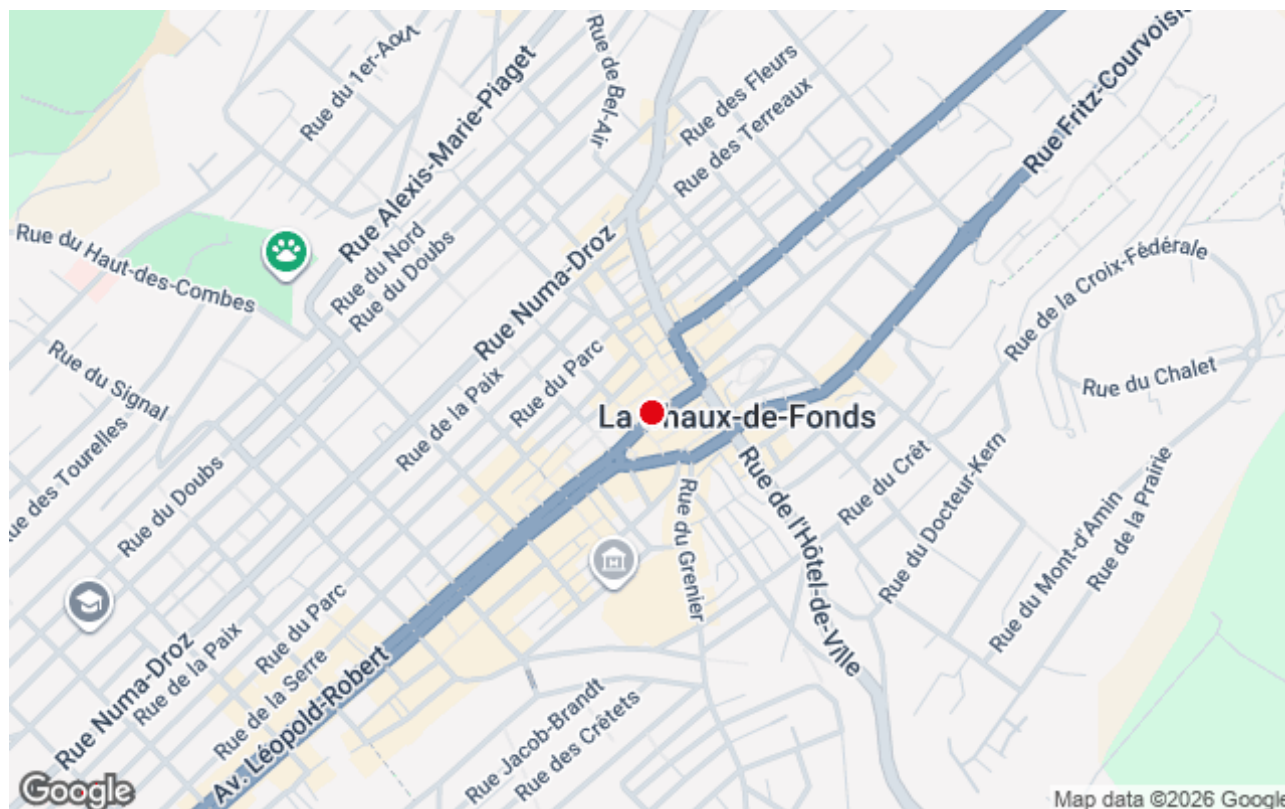 Rue du 1er-Août
Rue Alexis-Marie-Piaget
Rue de Bel-Air
Rue des Fleurs
Rue des Terreaux
Rue Fritz-Courvoisi
Rue du Haut-des-Combes
Rue du Nord
Rue du Doubs
Rue Numa-Droz
Rue de la Croix-Fédérale
Rue du Signal
Rue du Parc
Rue de la Paix
Rue du Chalet
La Chaux-de-Fonds
ue des Tourelles
Rue du Doubs
Rue du Crêt
Rue du Docteur-Kern
Rue de la Prairie
Rue du Mont-d'Amin
Rue de l'Hôtel-de-Ville
Rue du Grenier
Rue du Parc
Rue de la Paix
Rue Numa-Droz
Rue de la Serre
Av. Léopold-Robert
Rue Jacob-Brandt
Rue des Crêtets
Google
Map data ©2026 Google